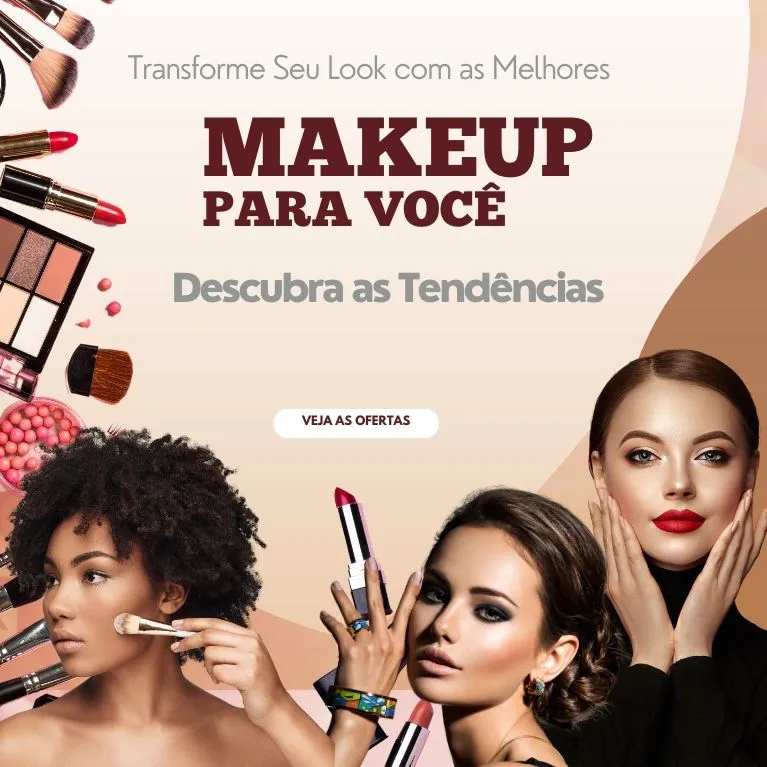 Transforme Seu Look com as Melhores
MAKEUP
PARA VOCÊ
Descubra as Tendências
VEJA AS OFERTAS